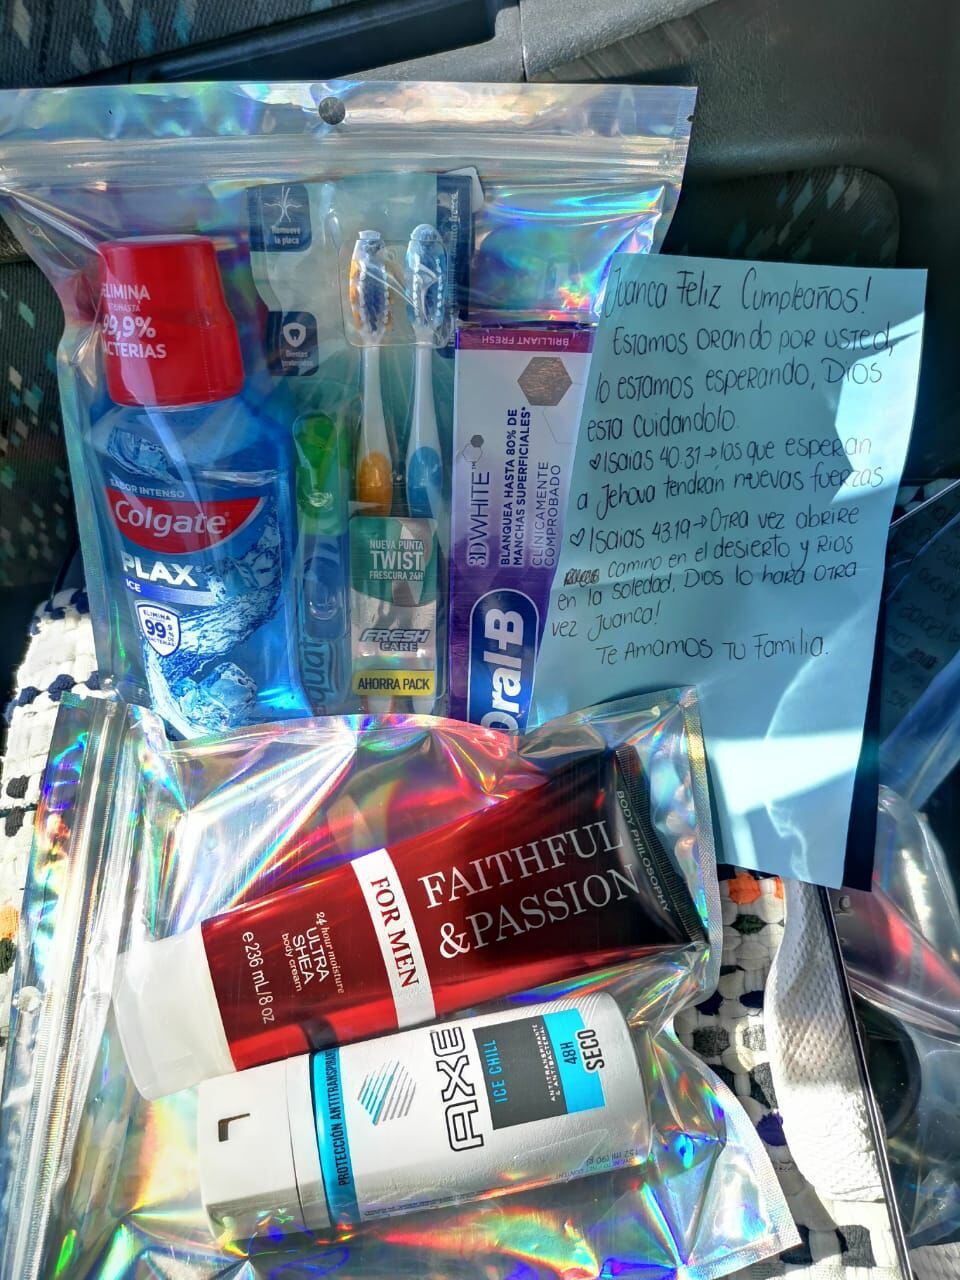 ELIMINA
99,9%
SABOR INTENSO
Colgate
PLAX
ICE
ELIMINA
99
Remueve
la placa
NUEVA PUNTA
TWIST
FRESCURA 24H
FRESH
CARE
AHORRA PACK
BRILLIANT FRESH
3DWHITE™
BLANQUEA HASTA 80% DE
MANCHAS SUPERFICIALES*
CLÍNICAMENTE
COMPROBADO
Oral-B
Juanca Feliz Cumpleaños!
Estamos orando por usted,
lo estamos esperando, Dios
esta cuidandolo.
♡Isaias 40.31→los que esperan
a Jehova tendran nuevas fuerzas
♡Isaias 43.19→Otra vez abrire
camino en el desierto y Rios
en la soledad. Dios lo hara otra
vez Juanca!
Te Amamos Tu Familia.
BODY PHILOSOPHY
FAITHFUL
&PASSION
FOR MEN
24 hour moisture
ULTRA
SHEA
body cream
e 236 mL/8 oz
PROTECCIÓN ANTITRANSPIRANTE
AXE
ICE CHILL
ANTITRANSPIRANTE
& ANTIBACTERIAL
48H
SECO